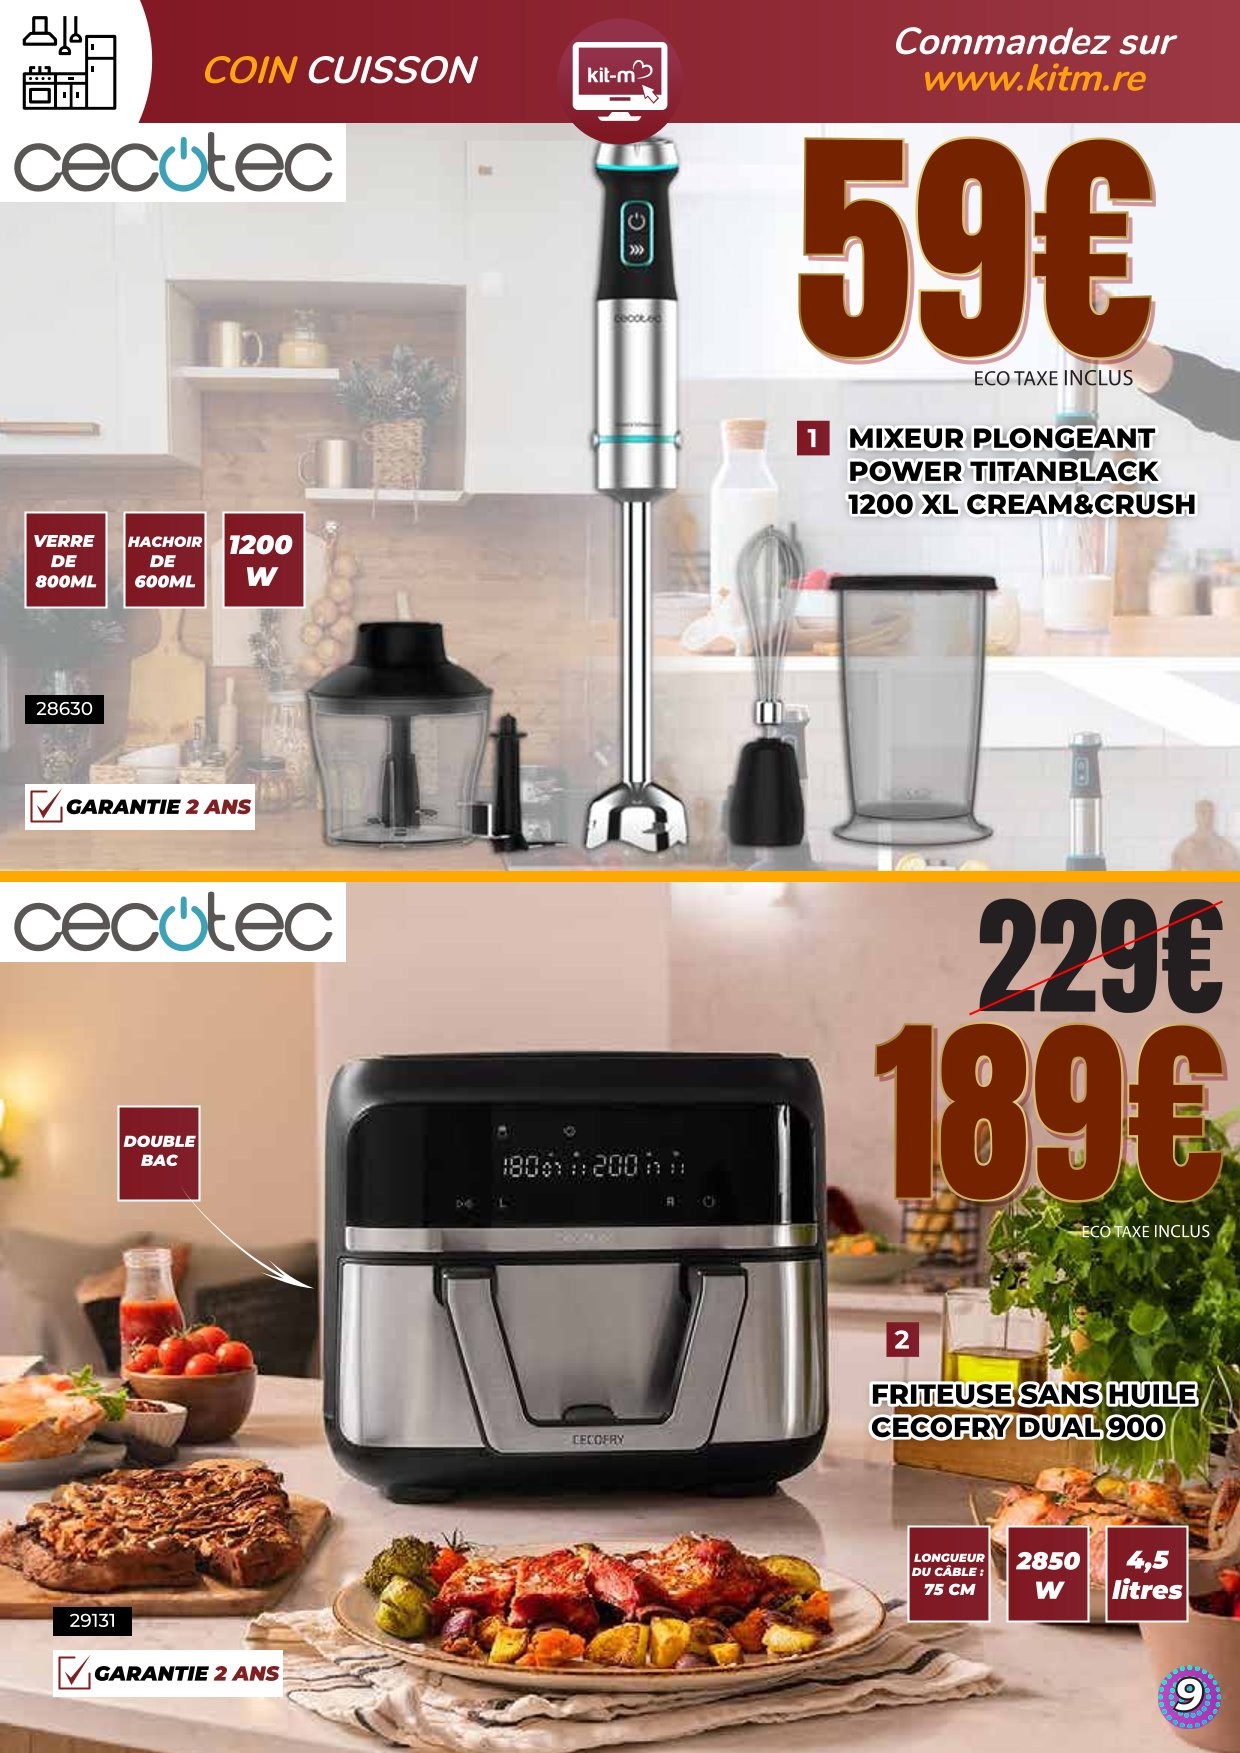 COIN CUISSON
kit-m
Commandez sur
www.kitm.re
cecotec
59€
ECO TAXE INCLUS
1
MIXEUR PLONGEANT
POWER TITANBLACK
1200 XL CREAM&CRUSH
cecotec
VERRE
DE
800ML
HACHOIR
DE
600ML
1200
W
28630
GARANTIE 2 ANS
cecotec
229€
189€
ECO TAXE INCLUS
DOUBLE
BAC
180
200
L
R
cecotec
CECOFRY
2
FRITEUSE SANS HUILE
CECOFRY DUAL 900
LONGUEUR
DU CÂBLE :
75 CM
2850
W
4,5
litres
29131
GARANTIE 2 ANS
9